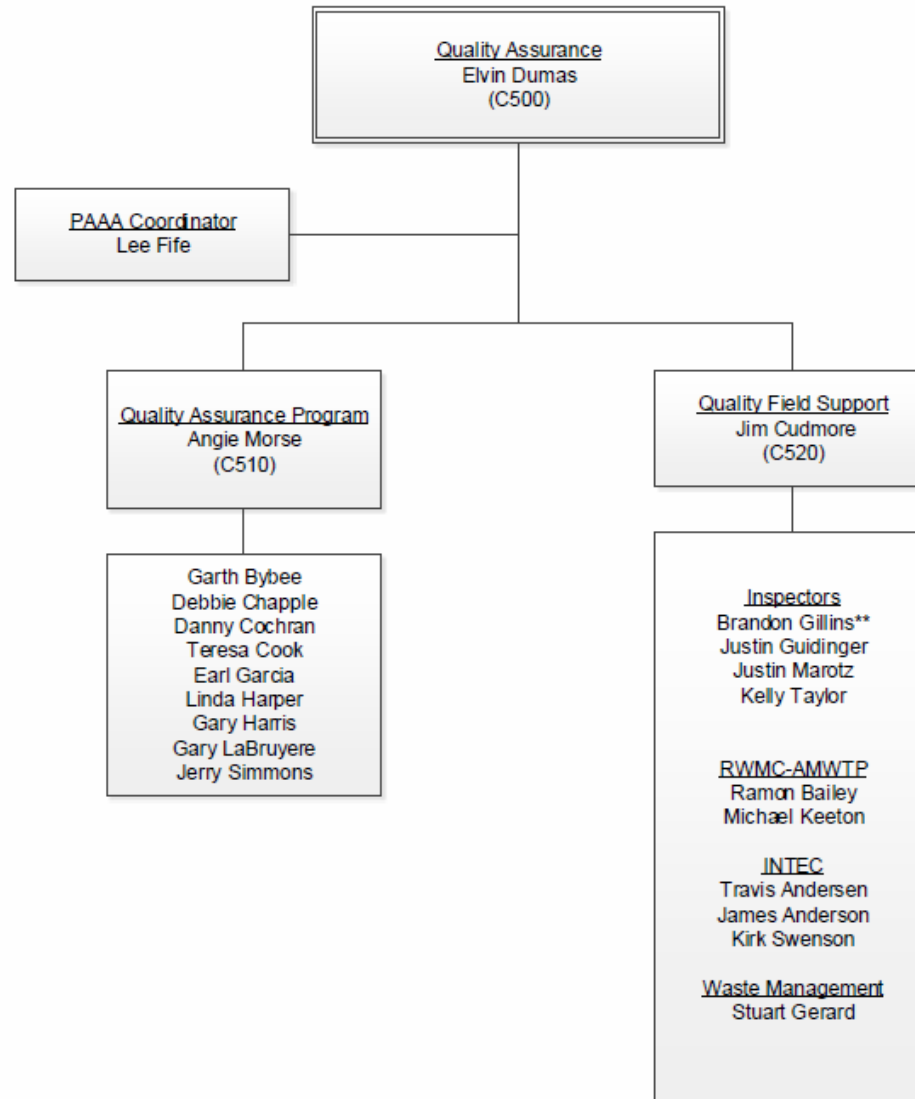 Quality Assurance
Elvin Dumas
(C500)
PAAA Coordinator
Lee Fife
Quality Assurance Program
Angie Morse
(C510)
Garth Bybee
Debbie Chapple
Danny Cochran
Teresa Cook
Earl Garcia
Linda Harper
Gary Harris
Gary LaBruyere
Jerry Simmons
Quality Field Support
Jim Cudmore
(C520)
Inspectors
Brandon Gillins**
Justin Guidinger
Justin Marotz
Kelly Taylor
RWMC-AMWTP
Ramon Bailey
Michael Keeton
INTEC
Travis Andersen
James Anderson
Kirk Swenson
Waste Management
Stuart Gerard